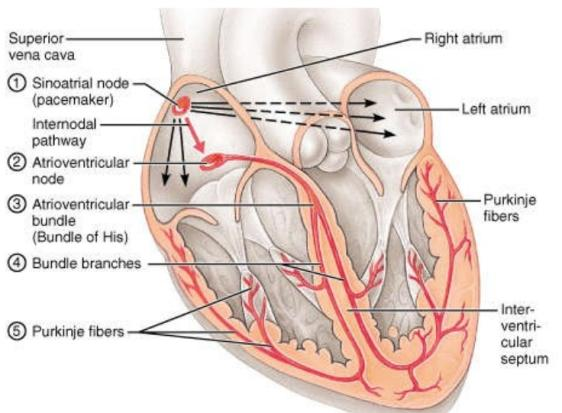 Superior
vena cava
① Sinoatrial node
(pacemaker)
Internodal
pathway
② Atrioventricular
node
③ Atrioventricular
bundle
(Bundle of His)
④ Bundle branches
⑤ Purkinje fibers
Right atrium
Left atrium
Purkinje
fibers
Inter-
ventri-
cular
septum